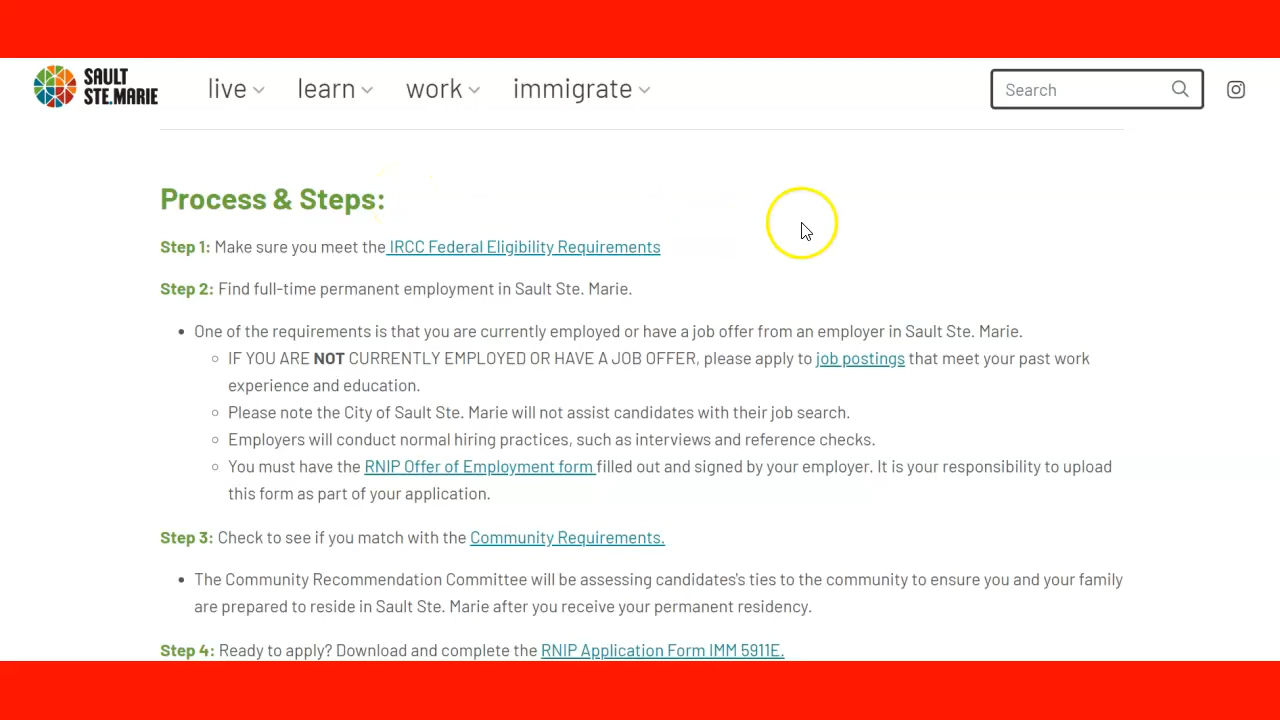 SAULT
STE.MARIE
live learn work immigrate Search
Process & Steps:
Step 1: Make sure you meet the IRCC Federal Eligibility Requirements
Step 2: Find full-time permanent employment in Sault Ste. Marie.
• One of the requirements is that you are currently employed or have a job offer from an employer in Sault Ste. Marie.
○ IF YOU ARE NOT CURRENTLY EMPLOYED OR HAVE A JOB OFFER, please apply to job postings that meet your past work
experience and education.
○ Please note the City of Sault Ste. Marie will not assist candidates with their job search.
○ Employers will conduct normal hiring practices, such as interviews and reference checks.
○ You must have the RNIP Offer of Employment form filled out and signed by your employer. It is your responsibility to upload
this form as part of your application.
Step 3: Check to see if you match with the Community Requirements.
• The Community Recommendation Committee will be assessing candidates's ties to the community to ensure you and your family
are prepared to reside in Sault Ste. Marie after you receive your permanent residency.
Step 4: Ready to apply? Download and complete the RNIP Application Form IMM 5911E.